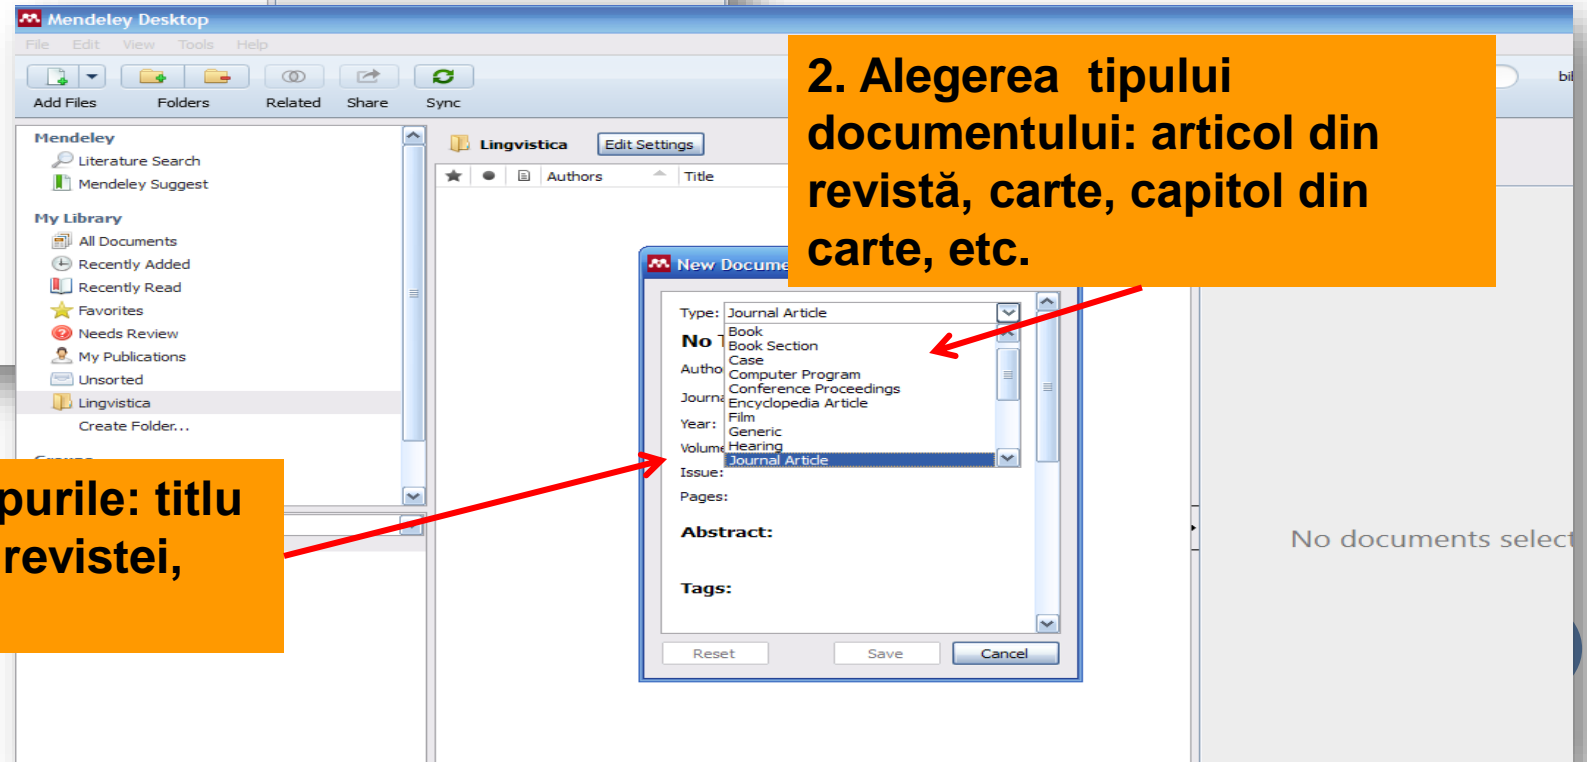 Mendeley Desktop
File Edit View Tools Help
Add Files Folders Related Share Sync
2. Alegerea tipului
documentului: articol din
revistă, carte, capitol din
carte, etc.
Mendeley
Literature Search
Mendeley Suggest
My Library
All Documents
Recently Added
Recently Read
Favorites
Needs Review
My Publications
Unsorted
Lingvistica
Create Folder...
Lingvistica Edit Settings
Authors Title
New Docume
Type: Journal Article
Book
Book Section
Case
Computer Program
Conference Proceedings
Encyclopedia Article
Film
Generic
Hearing
Journal Article
No
Autho
Journa
Year:
Volume
Issue:
Pages:
Abstract:
Tags:
Reset Save Cancel
purile: titlu
revistei,
No documents select